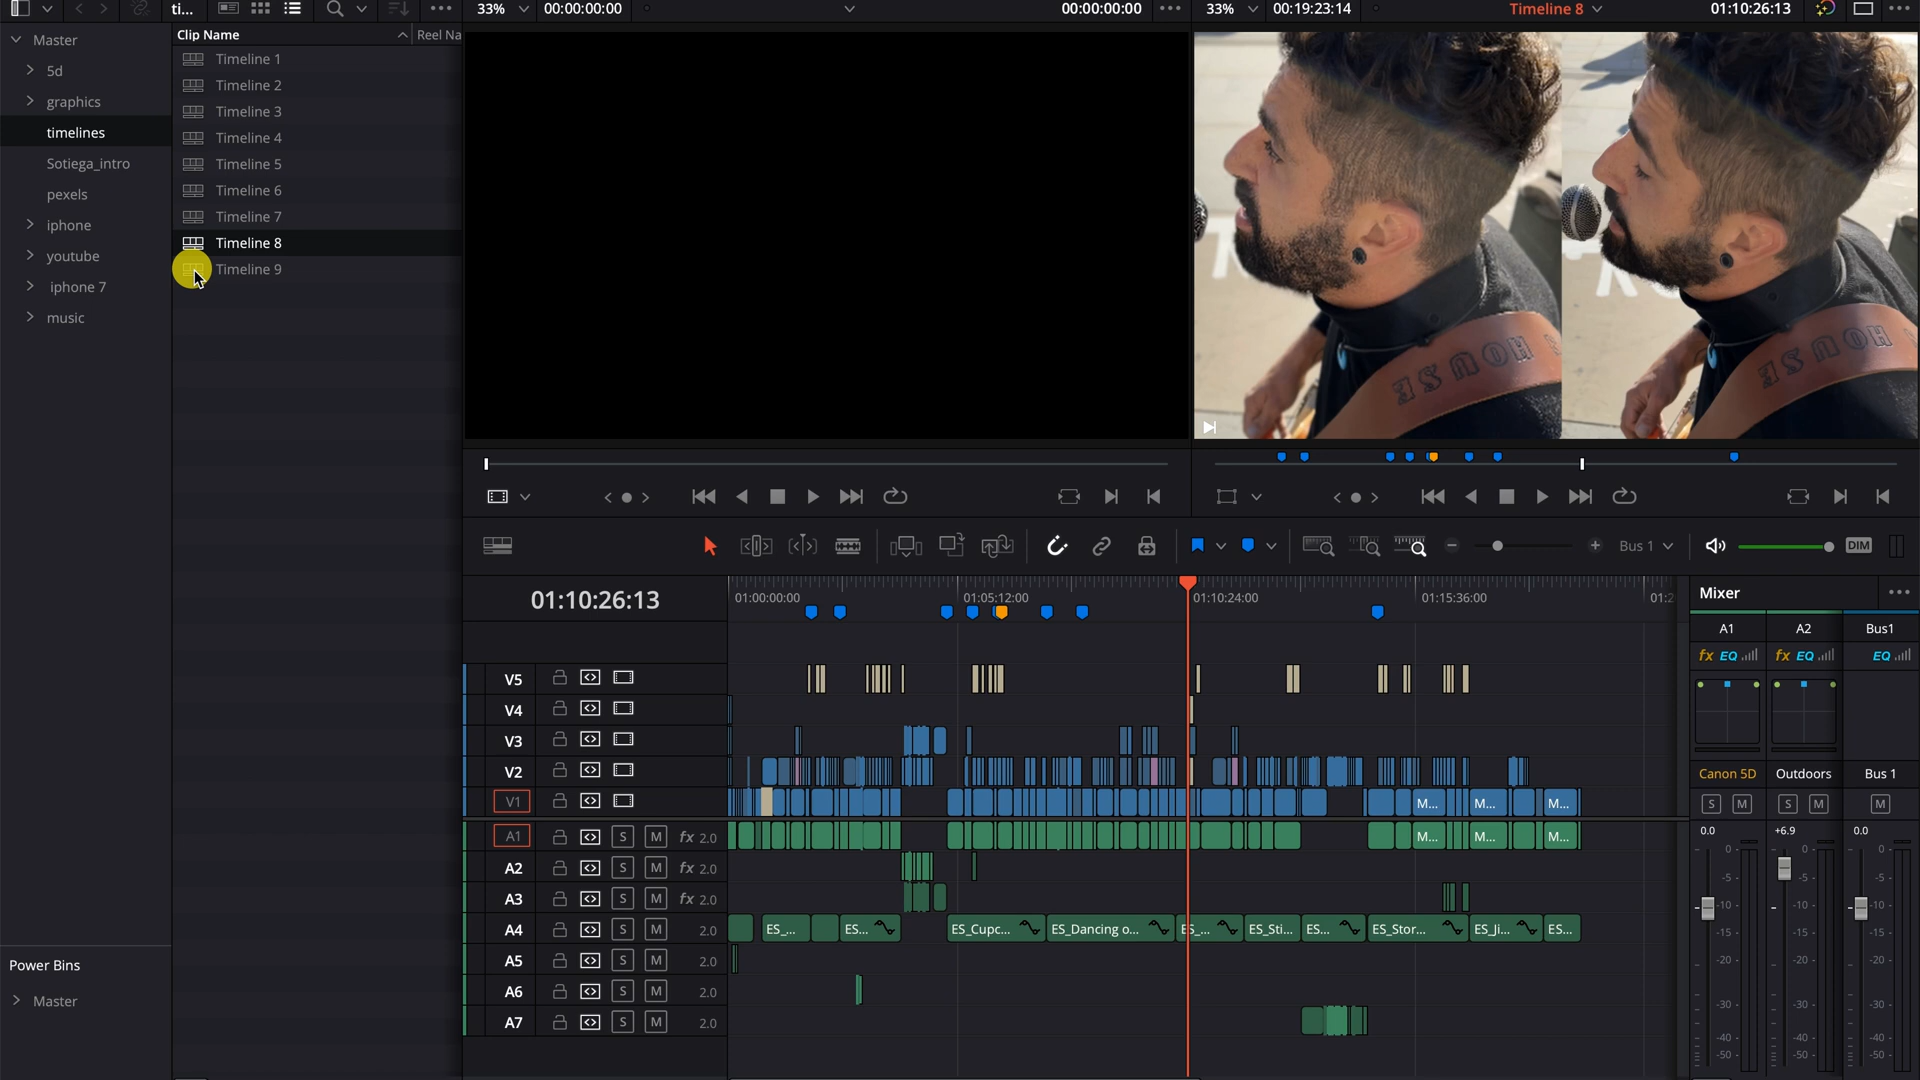 ti...
33%
00:00:00:00
00:00:00:00
33%
00:19:23:14
Timeline 8
01:10:26:13
Master
5d
graphics
timelines
Sotiega_intro
pexels
iphone
youtube
iphone 7
music
Clip Name
Reel Na
Timeline 1
Timeline 2
Timeline 3
Timeline 4
Timeline 5
Timeline 6
Timeline 7
Timeline 8
Timeline 9
HOUSE
HOUSE
Bus 1
DIM
01:10:26:13
01:00:00:00
01:05:12:00
01:10:24:00
01:15:36:00
01:2
V5
V4
V3
V2
V1
M...
M...
M...
A1
S
M
fx
2.0
M...
M...
M...
A2
S
M
fx
2.0
A3
S
M
fx
2.0
A4
S
M
2.0
ES_...
ES...
ES_Cupc...
ES_Dancing o...
ES_...
ES_Sti...
ES...
ES_Stor...
ES_Ji...
ES...
A5
S
M
2.0
A6
S
M
2.0
A7
S
M
2.0
Mixer
A1
A2
Bus1
fx EQ
fx EQ
EQ
Canon 5D
Outdoors
Bus 1
S
M
S
M
M
0.0
+6.9
0.0
0
-5
-10
-15
-20
-30
-40
-50
0
-5
-10
-15
-20
-30
-40
-50
0
-5
-10
-15
-20
-30
-40
-50
Power Bins
Master